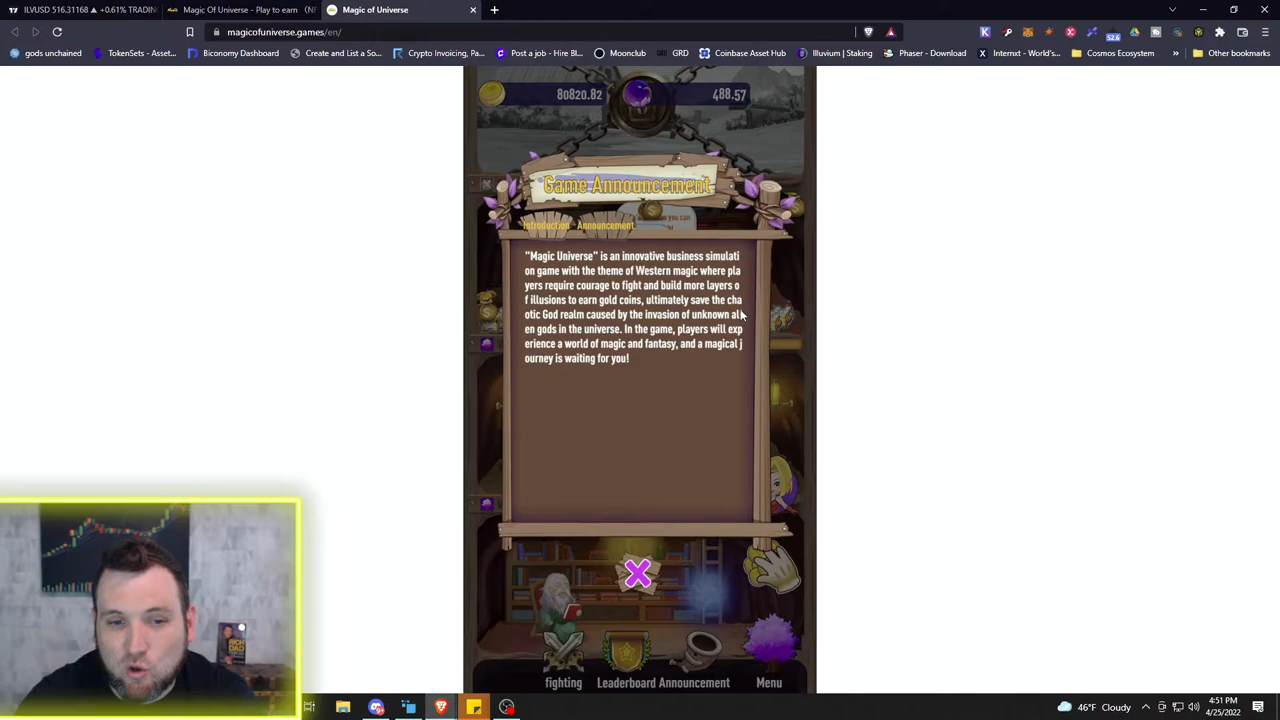 ILVUSD 516.31168 ▲ +0.61% TRADIN
Magic Of Universe - Play to earn (NF
Magic of Universe
magicofuniverse.games/en/
52.6
gods unchained
TokenSets - Asset...
Biconomy Dashboard
Create and List a So...
Crypto Invoicing, Pa...
Post a job - Hire Bl...
Moonclub
GRD
Coinbase Asset Hub
Illuvium | Staking
Phaser - Download
Internxt - World's...
Cosmos Ecosystem
Other bookmarks
80820.82
488.57
Game Announcement
you can
Introduction
Announcement
"Magic Universe" is an innovative business simulati
on game with the theme of Western magic where pla
yers require courage to fight and build more layers o
f illusions to earn gold coins, ultimately save the cha
otic God realm caused by the invasion of unknown ali
en gods in the universe. In the game, players will exp
erience a world of magic and fantasy, and a magical j
ourney is waiting for you!
fighting
Leaderboard
Announcement
Menu
RICH
DAD
46°F Cloudy
4:51 PM
4/25/2022